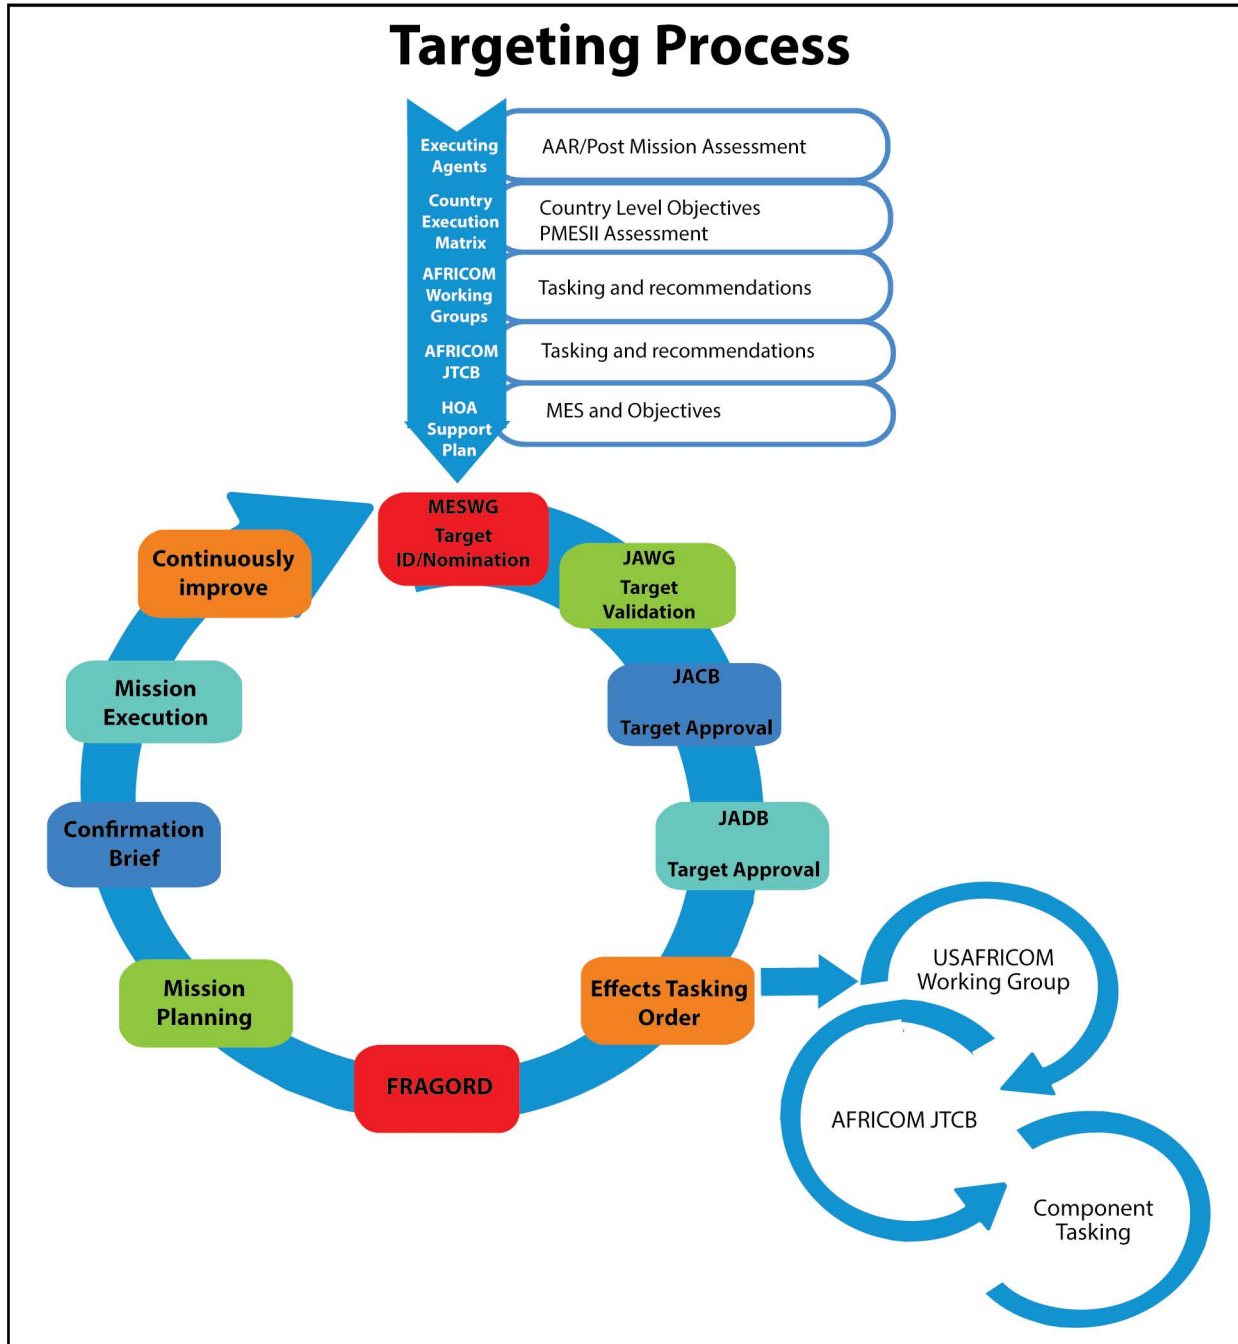 Targeting Process
Executing
Agents
AAR/Post Mission Assessment
Country
Execution
Matrix
Country Level Objectives
PMESII Assessment
AFRICOM
Working
Groups
Tasking and recommendations
AFRICOM
JTCB
Tasking and recommendations
HOA
Support
Plan
MES and Objectives
MESWG
Target
ID/Nomination
JAWG
Target
Validation
JACB
Target Approval
JADB
Target Approval
Effects Tasking
Order
FRAGORD
Mission
Planning
Confirmation
Brief
Mission
Execution
Continuously
improve
USAFRICOM
Working Group
AFRICOM JTCB
Component
Tasking